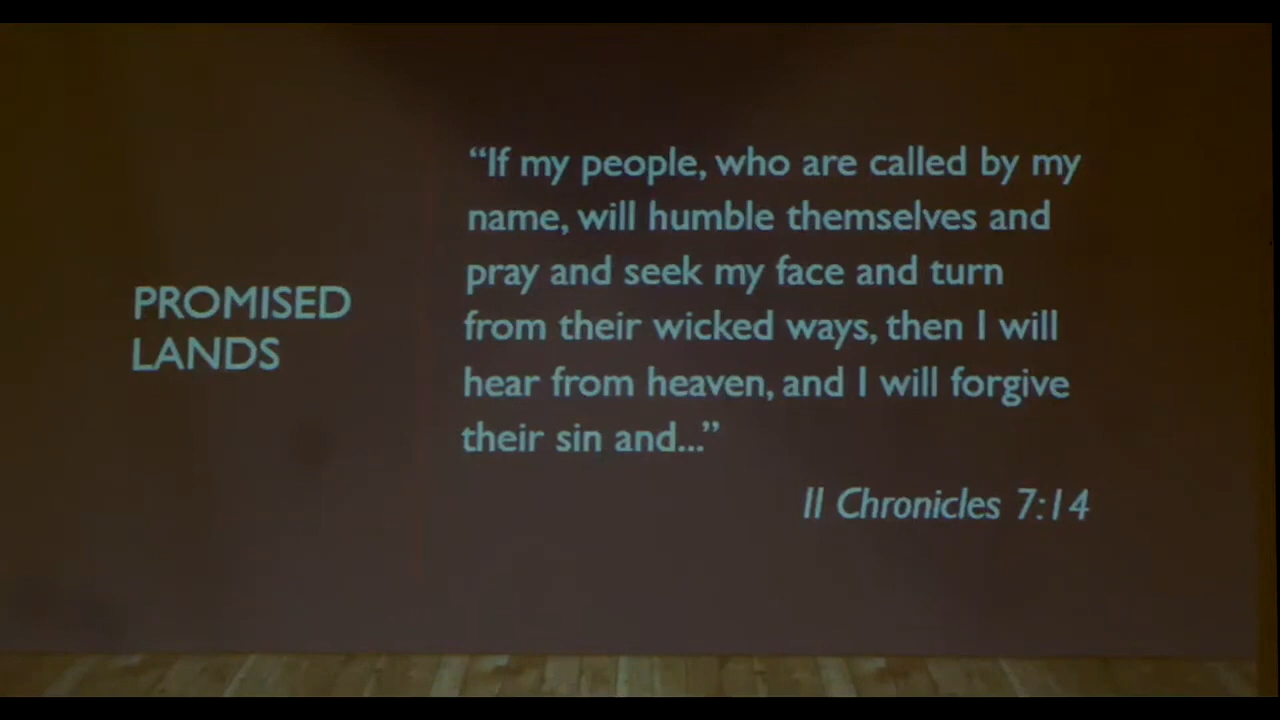 PROMISED
LANDS
“If my people, who are called by my
name, will humble themselves and
pray and seek my face and turn
from their wicked ways, then I will
hear from heaven, and I will forgive
their sin and...”
II Chronicles 7:14